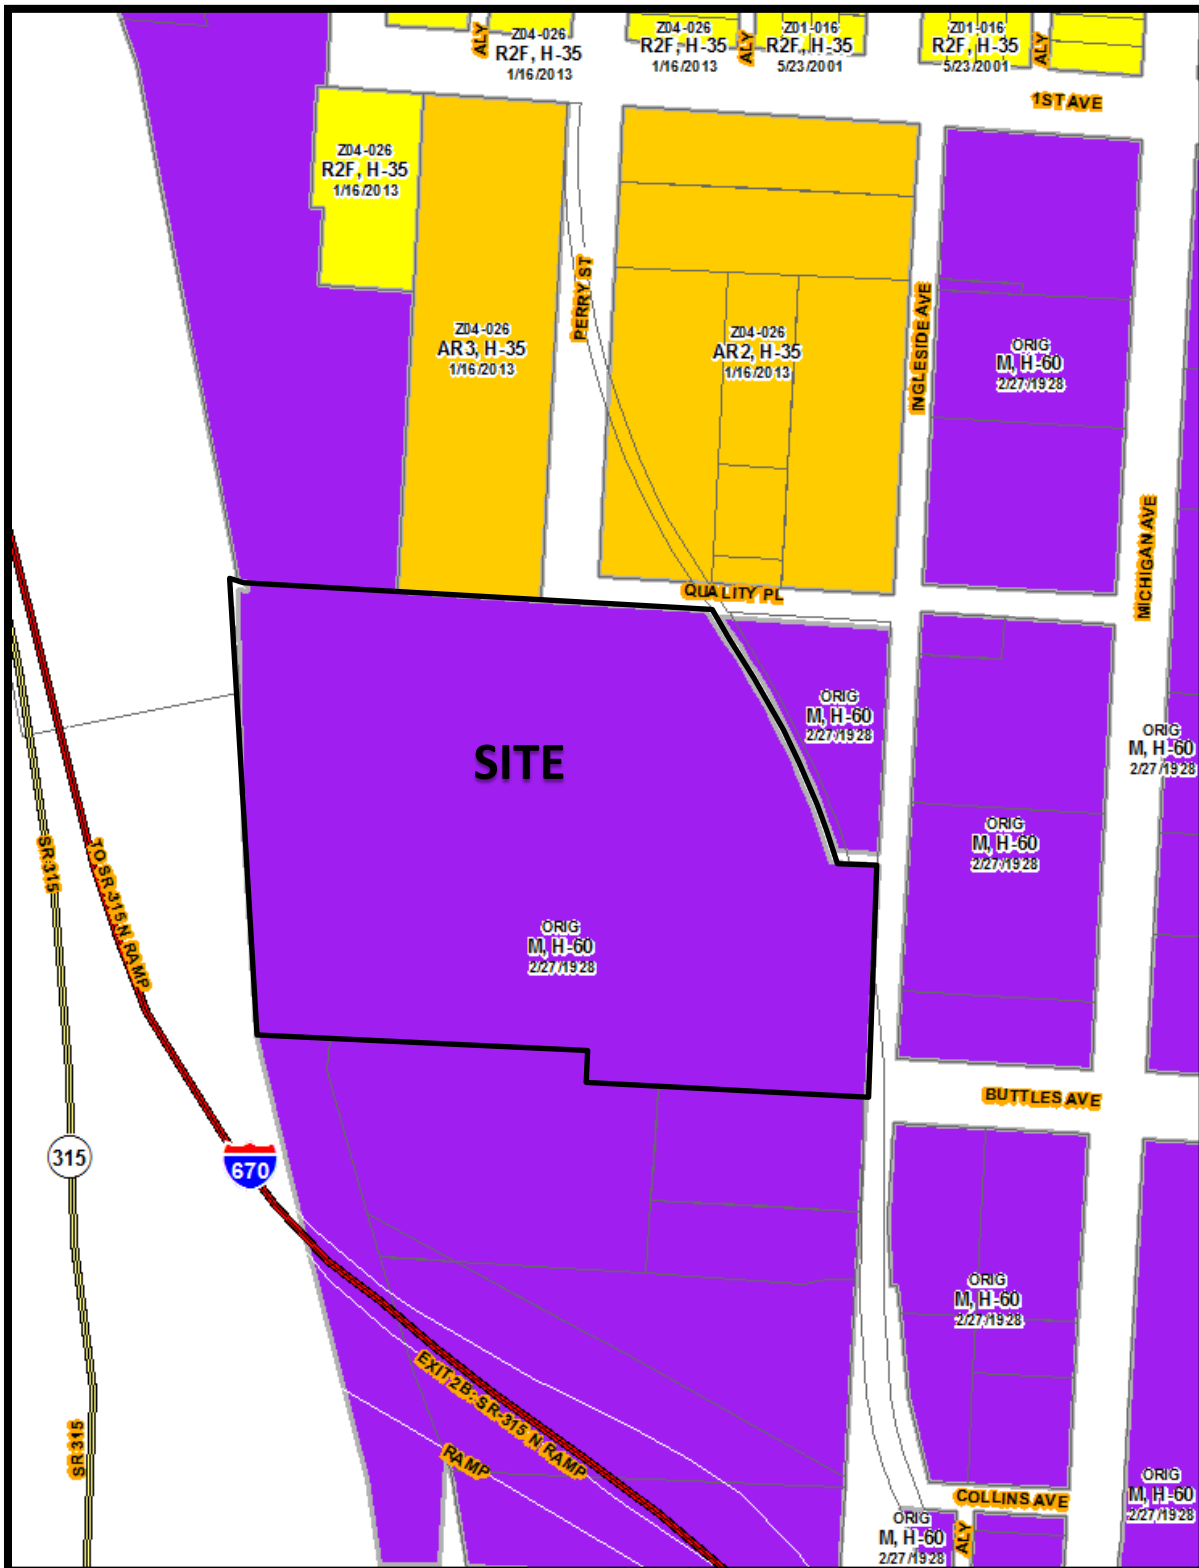 Z04-026
R2F, H-35
1/16/2013
ALY
Z04-026
R2F, H-35
1/16/2013
ALY
Z01-016
R2F, H-35
5/23/2001
Z01-016
R2F, H-35
5/23/2001
ALY
1ST AVE
Z04-026
R2F, H-35
1/16/2013
Z04-026
AR3, H-35
1/16/2013
PERRY ST
Z04-026
AR2, H-35
1/16/2013
INGLESIDE AVE
ORIG
M, H-60
2/27/1928
MICHIGAN AVE
QUALITY PL
ORIG
M, H-60
2/27/1928
ORIG
M, H-60
2/27/1928
SITE
ORIG
M, H-60
2/27/1928
SR 315
TO SR 315 N RAMP
ORIG
M, H-60
2/27/1928
BUTTLES AVE
315
670
ORIG
M, H-60
2/27/1928
EXIT 2B: SR-315 N RAMP
RAMP
SR 315
COLLINS AVE
ORIG
M, H-60
2/27/1928
ORIG
M, H-60
2/27/1928
ALY